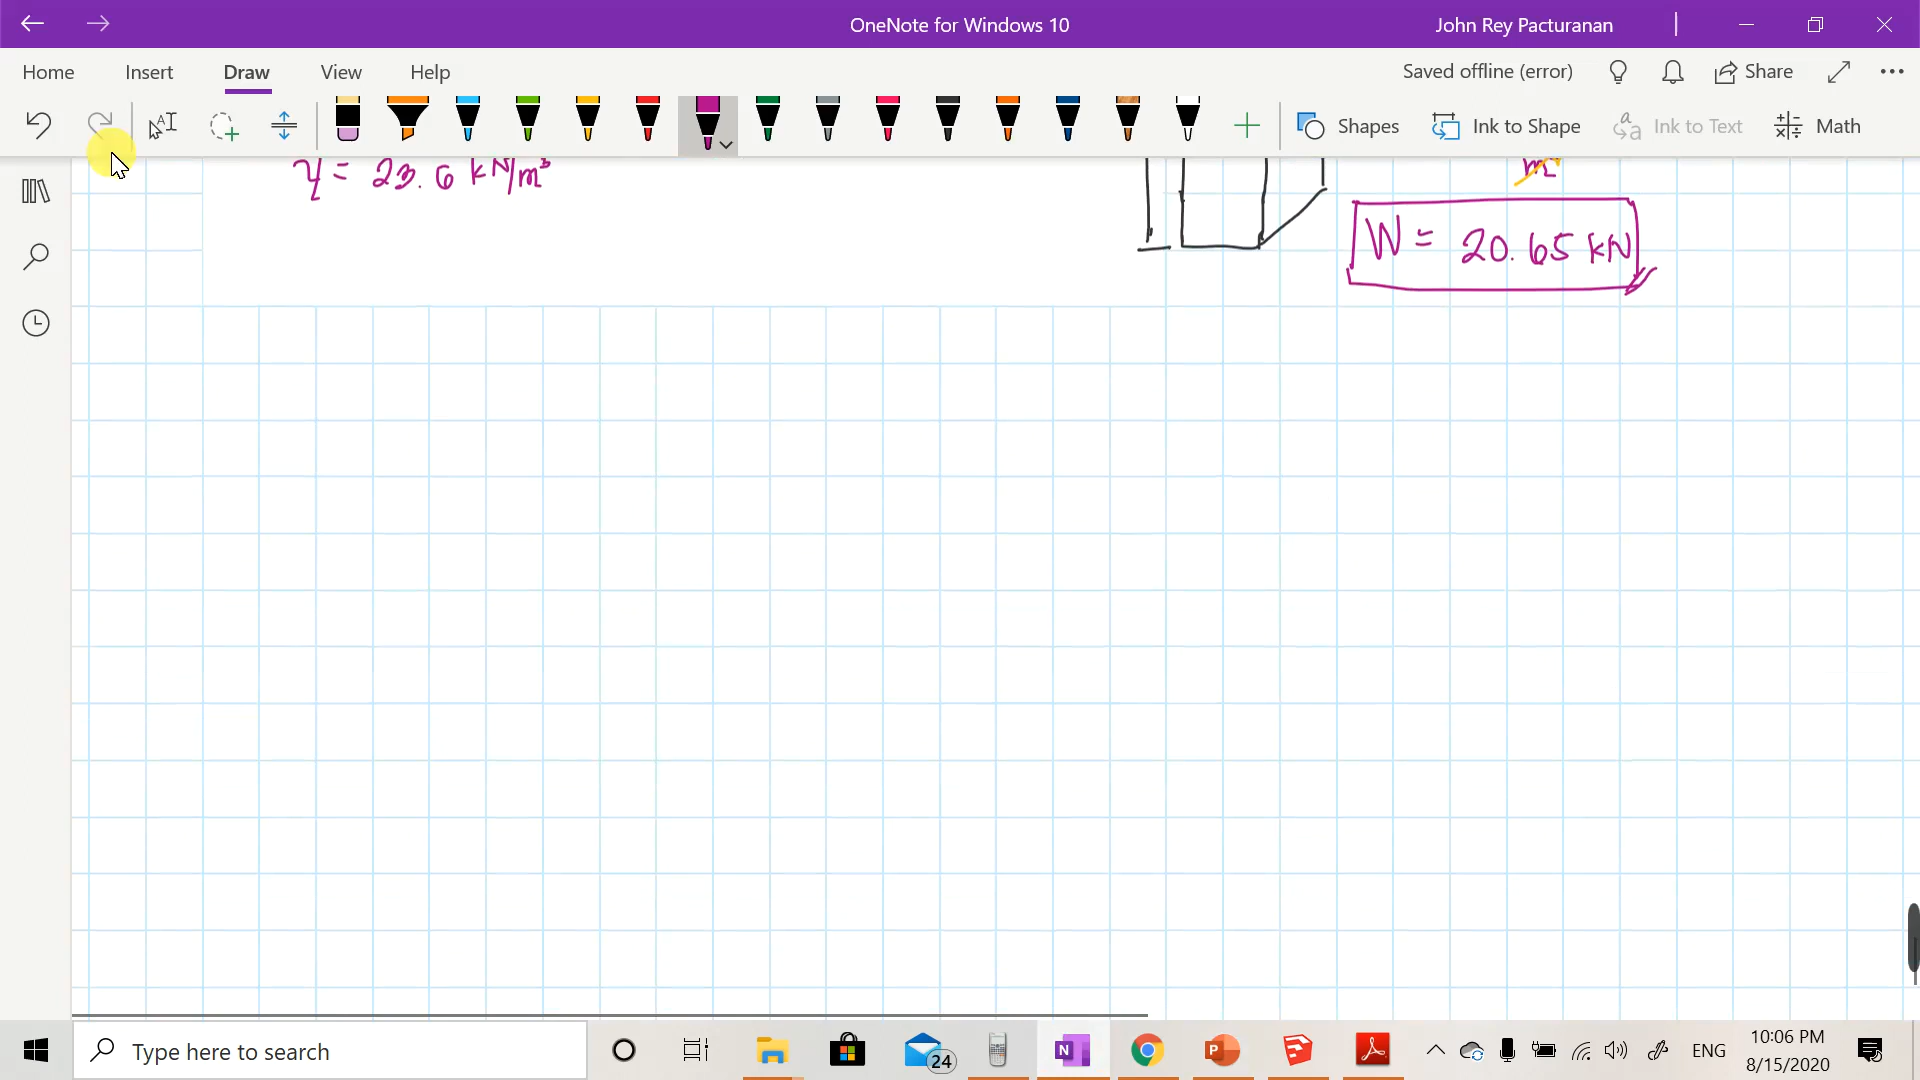 OneNote for Windows 10
John Rey Pacturanan
Home Insert Draw View Help
Saved offline (error)
Share
Shapes
Ink to Shape
Ink to Text
Math
γ = 23.6 kN/m³
W = 20.65 kN
Type here to search
24
ENG
10:06 PM
8/15/2020